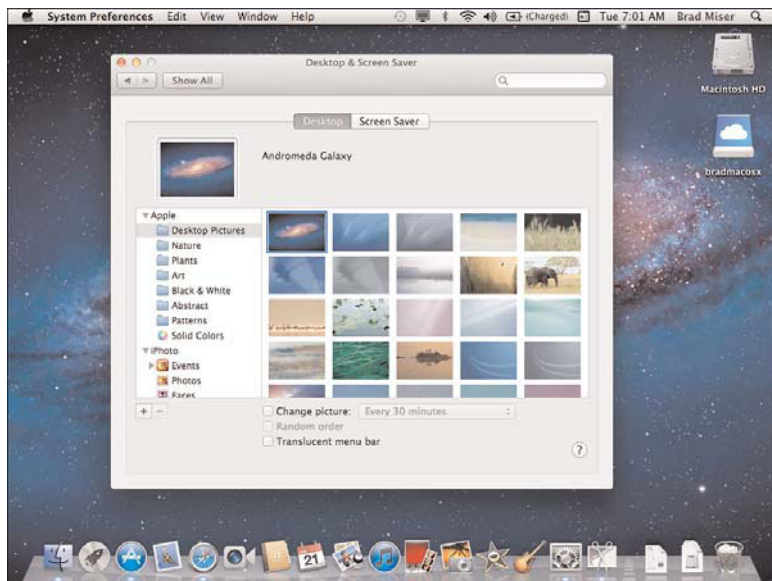 System Preferences Edit View Window Help (Charged) Tue 7:01 AM Brad Miser
Desktop & Screen Saver
Show All
Macintosh HD
Desktop Screen Saver
Andromeda Galaxy
bradmacosx
Apple
Desktop Pictures
Nature
Plants
Art
Black & White
Abstract
Patterns
Solid Colors
iPhoto
Events
Photos
Faces
+ −
Change picture: Every 30 minutes
Random order
Translucent menu bar
?
21